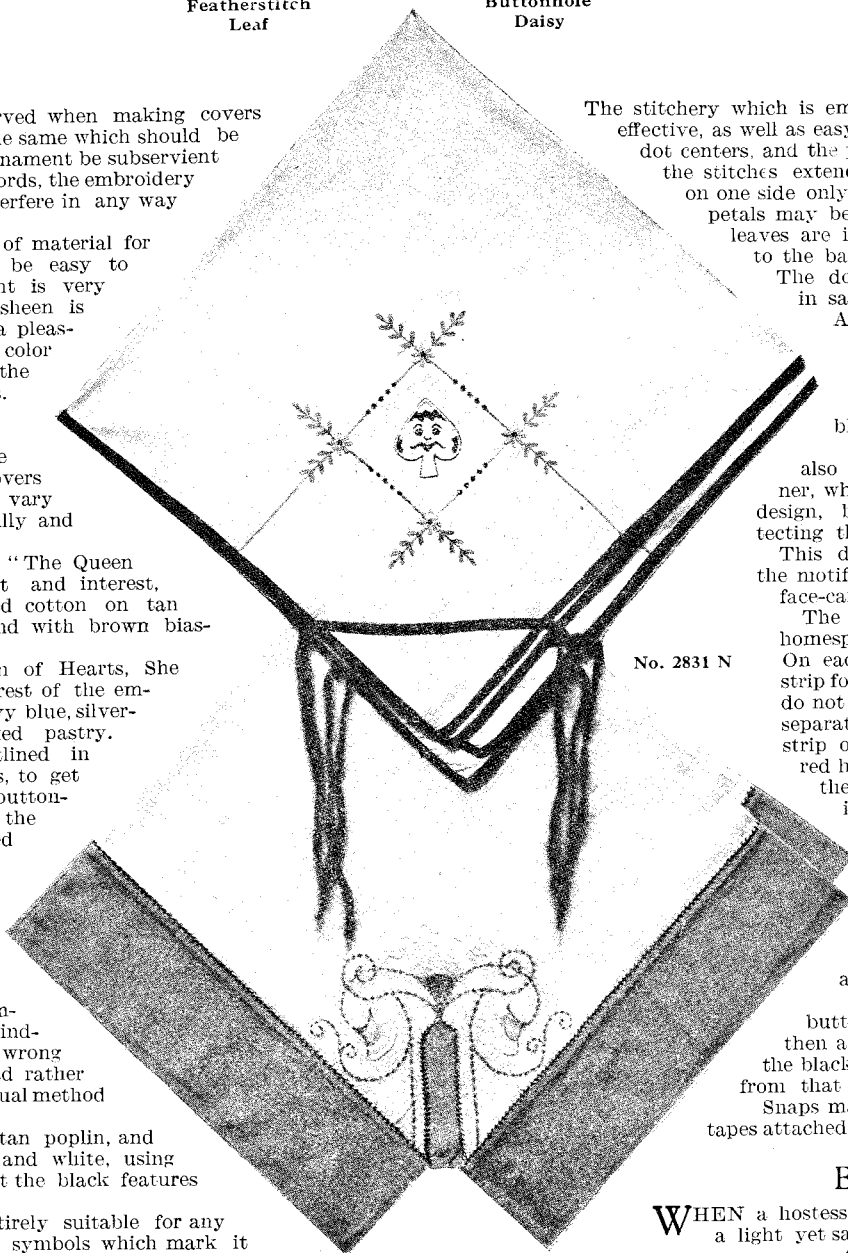 Featherstitch
Leaf
Buttonhole
Daisy
rved when making covers
e same which should be
nament be subservient
ords, the embroidery
erfere in any way
of material for
be easy to
nt is very
sheen is
a pleas-
color
the
e
overs
vary
lly and
"The Queen
t and interest,
d cotton on tan
nd with brown bias-
n of Hearts, She
rest of the em-
vy blue, silver-
ted pastry.
tlined in
s, to get
button-
the
ed
n-
ind-
wrong
d rather
ual method
tan poplin, and
and white, using
t the black features
tirely suitable for any
symbols which mark it
The stitchery which is em
effective, as well as easy
dot centers, and the
the stitches extend
on one side only
petals may be
leaves are i
to the ba
The do
in sa
A
bl
also
ner, wh
design, b
tecting th
This d
the motif
face-car
The
homesp
On eac
strip fo
do not
separat
strip o
red h
the
i
No. 2831 N
a
butt
then a
the black
from that
Snaps ma
tapes attached
E
WHEN a hostess
a light yet sa